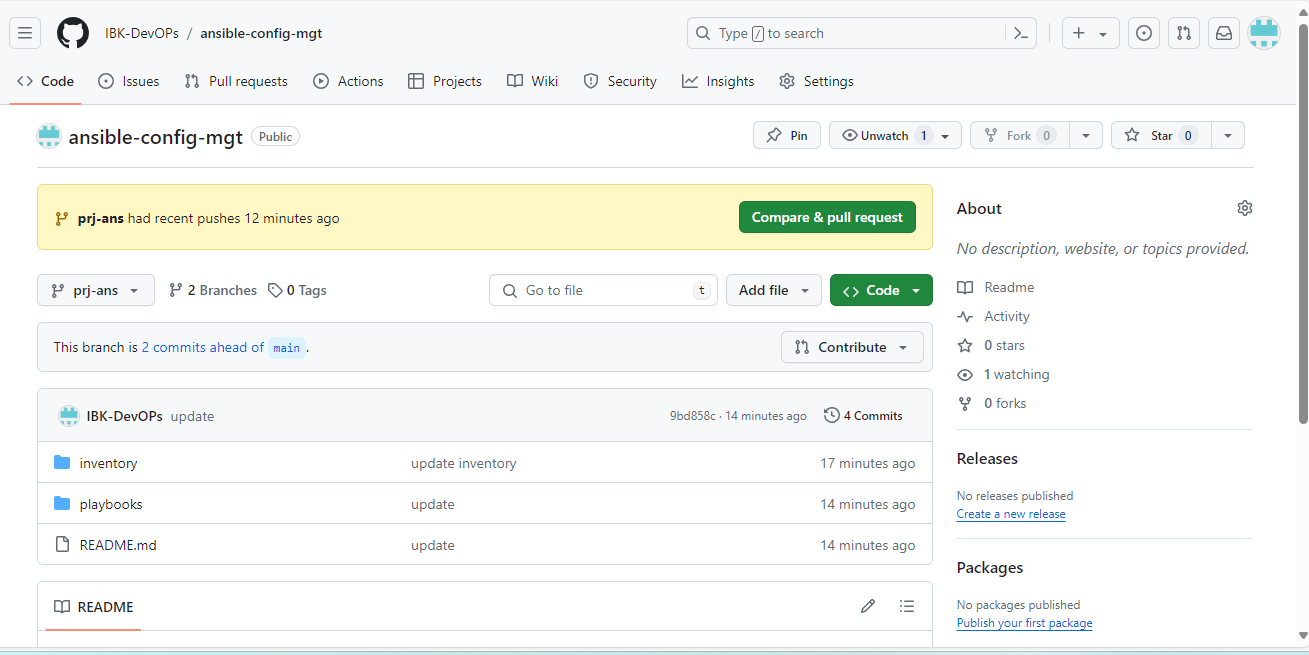 IBK-DevOPs / ansible-config-mgt
Type / to search
Code Issues Pull requests Actions Projects Wiki Security Insights Settings
ansible-config-mgt Public
Pin Unwatch 1 Fork 0 Star 0
prj-ans had recent pushes 12 minutes ago
Compare & pull request
prj-ans 2 Branches 0 Tags
Go to file t
Add file
Code
This branch is 2 commits ahead of main .
Contribute
IBK-DevOPs update 9bd858c · 14 minutes ago 4 Commits
inventory update inventory 17 minutes ago
playbooks update 14 minutes ago
README.md update 14 minutes ago
README
About
No description, website, or topics provided.
Readme
Activity
0 stars
1 watching
0 forks
Releases
No releases published
Create a new release
Packages
No packages published
Publish your first package